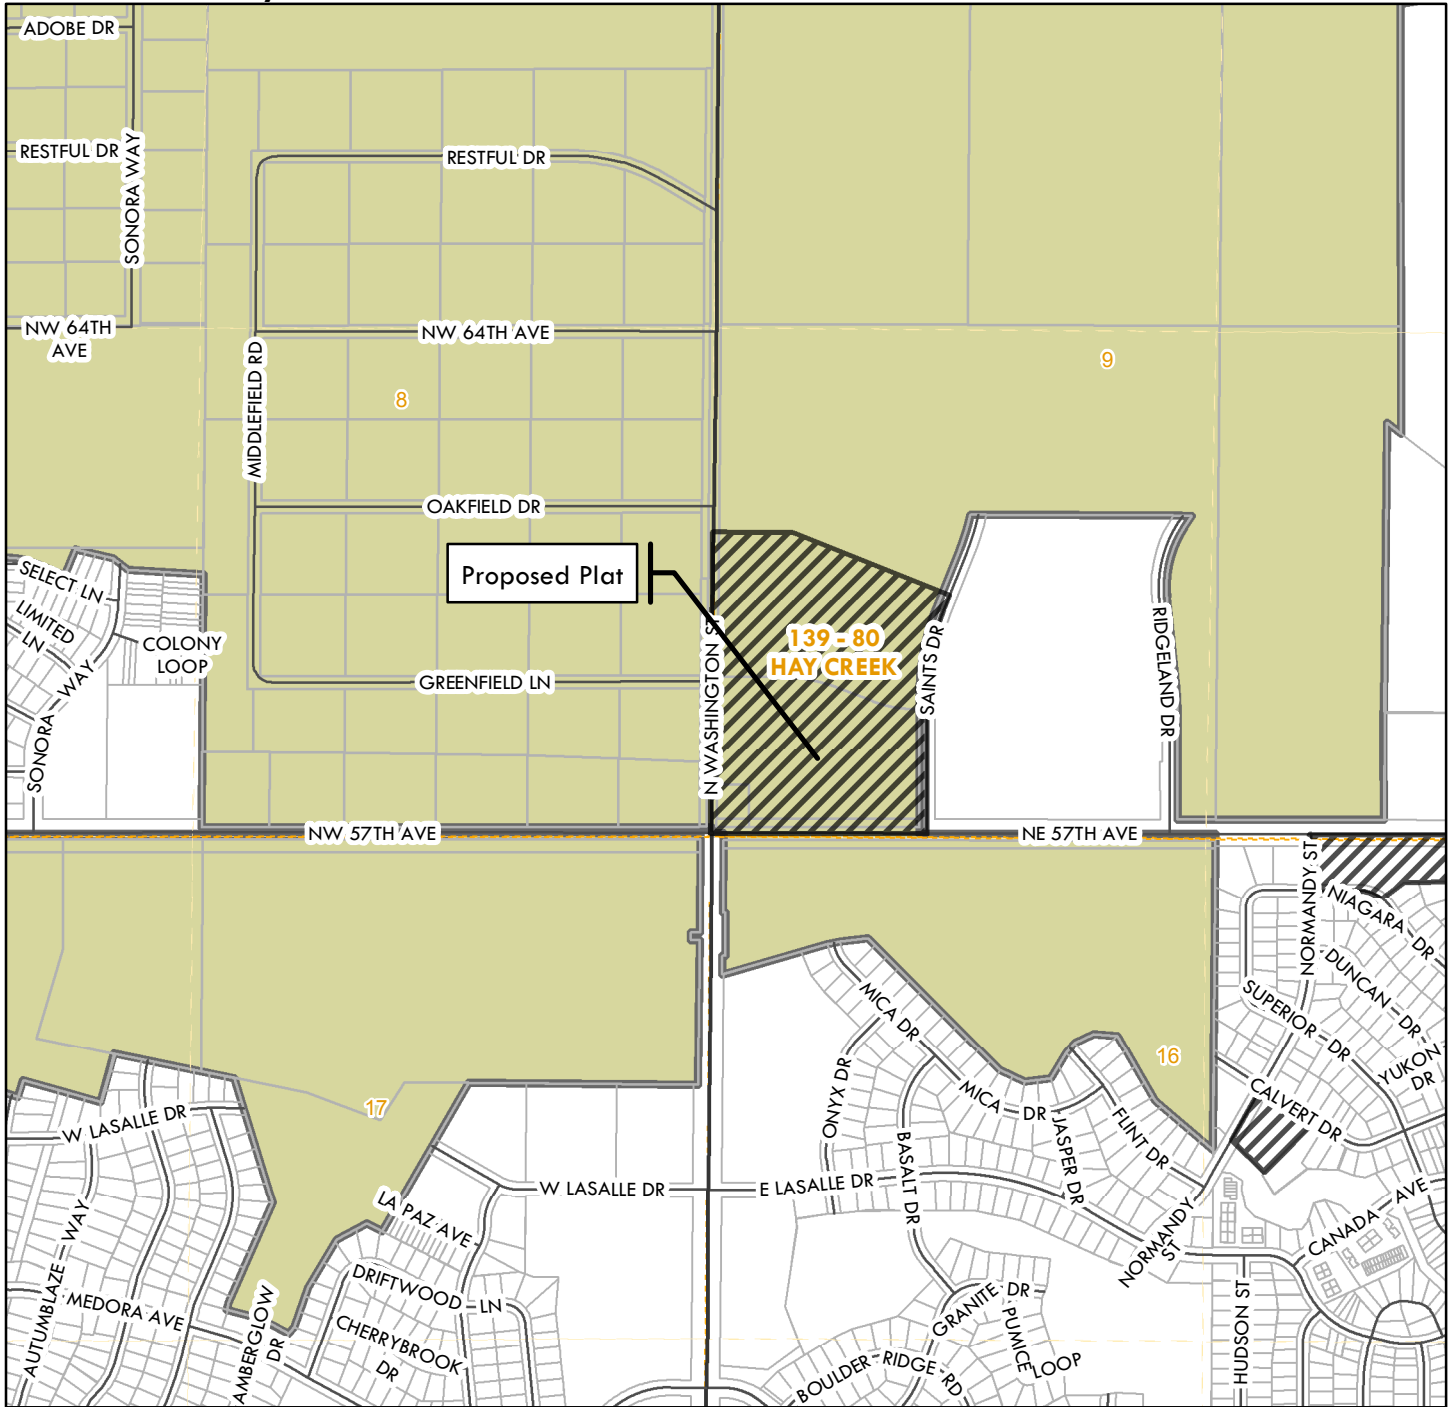 ADOBE DR
RESTFUL DR
SONORA WAY
RESTFUL DR
NW 64TH
AVE
NW 64TH AVE
MIDDLEFIELD RD
8
9
OAKFIELD DR
Proposed Plat
SELECT LN
LIMITED
LN
COLONY
LOOP
SONORA WAY
GREENFIELD LN
N WASHINGTON ST
139 - 80
HAY CREEK
SAINTS DR
RIDGELAND DR
NW 57TH AVE
NE 57TH AVE
NORMANDY ST
NIAGARA DR
DUNCAN DR
SUPERIOR DR
YUKON
DR
CALVERT DR
16
17
MICA DR
ONYX DR
MICA DR
BASALT DR
JASPER DR
FLINT DR
W LASALLE DR
W LASALLE DR
E LASALLE DR
LA PAZ AVE
NORMANDY
ST
CANADA AVE
AUTUMBLAZE WAY
MEDORA AVE
AMBERGLOW
DR
DRIFTWOOD LN
CHERRYBROOK
DR
GRANITE DR
PUMICE
LOOP
BOULDER RIDGE RD
HUDSON ST